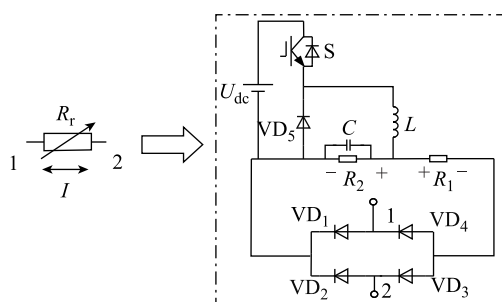 S
U_dc
R_r
VD_5
C
L
1
2
− R_2 +
+ R_1 −
I
VD_1
1
VD_4
VD_2
2
VD_3